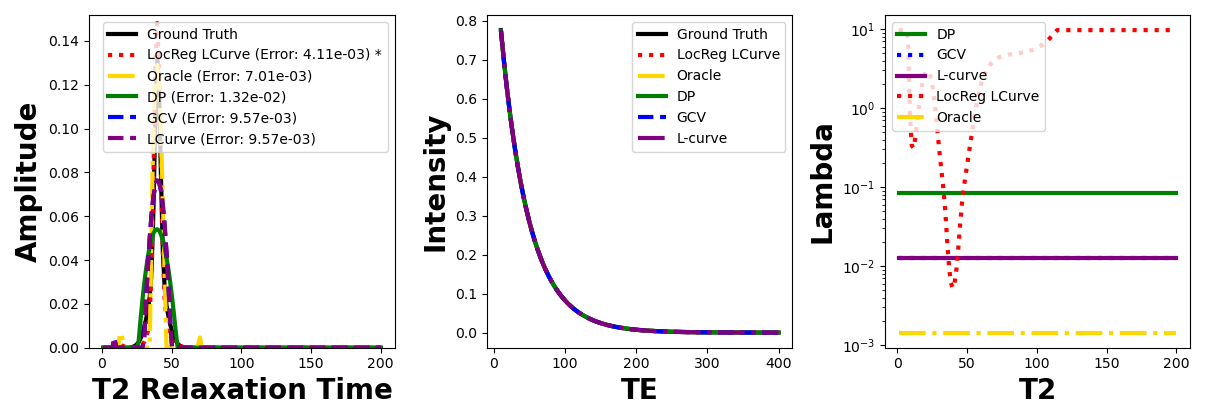 Amplitude
0.14
0.12
0.10
0.08
0.06
0.04
0.02
0.00
Ground Truth
LocReg LCurve (Error: 4.11e-03) *
Oracle (Error: 7.01e-03)
DP (Error: 1.32e-02)
GCV (Error: 9.57e-03)
LCurve (Error: 9.57e-03)
0 50 100 150 200
T2 Relaxation Time
Intensity
0.8
0.7
0.6
0.5
0.4
0.3
0.2
0.1
0.0
Ground Truth
LocReg LCurve
Oracle
DP
GCV
L-curve
0 100 200 300 400
TE
Lambda
10^1
10^0
10^-1
10^-2
10^-3
DP
GCV
L-curve
LocReg LCurve
Oracle
0 50 100 150 200
T2